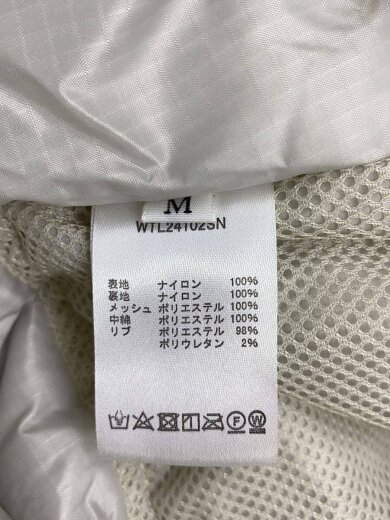 M
WTL24102SN
表地 ナイロン 100%
裏地 ナイロン 100%
メッシュ ポリエステル 100%
中綿 ポリエステル 100%
リブ ポリエステル 98%
ポリウレタン 2%